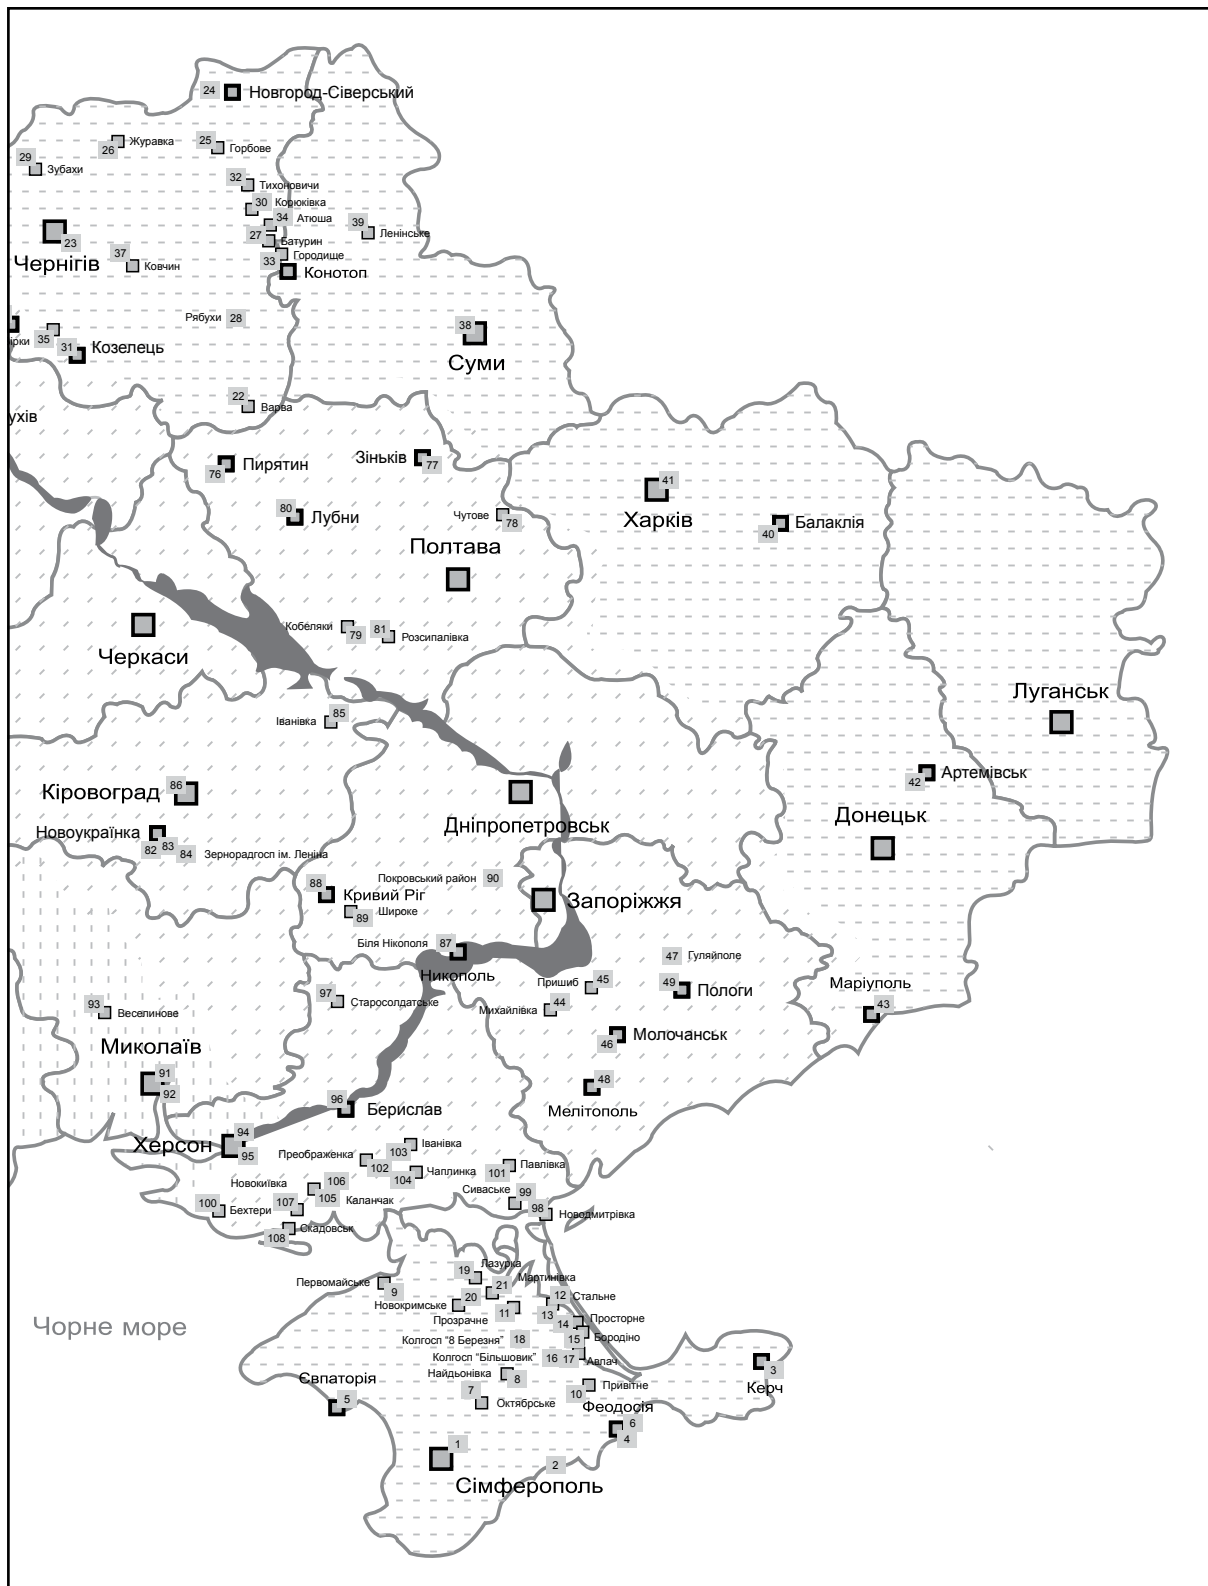 24
Новгород-Сіверський
26
Журавка
25
Горбове
29
Зубахи
32
Тихоновичи
30
Корюківка
34
Атюша
39
Ленінське
27
Батурин
23
Чернігів
37
Ковчин
33
Городище
Конотоп
Рябухи
28
38
Суми
ірки
35
31
Козелець
22
Варва
ухів
76
Пирятин
Зіньків
77
41
Харків
80
Лубни
Чутове
78
40
Балаклія
Полтава
Черкаси
Кобеляки
79
81
Розсипалівка
Луганськ
Іванівка
85
Кіровоград
86
42
Артемівськ
Новоукраїнка
82
83
84
Зернорадгосп ім. Леніна
Дніпропетровськ
Донецьк
88
Кривий Ріг
Покровський район
90
Запоріжжя
89
Широке
Біля Нікополя
87
Никополь
47
Гуляйполе
Пришиб
45
49
Пологи
Маріуполь
43
93
Веселинове
97
Старосолдатське
Михайлівка
44
46
Молочанськ
Миколаїв
91
92
48
Мелітополь
96
Берислав
Херсон
94
95
Іванівка
103
Преображенка
102
104
Чаплинка
101
Павлівка
Новокиївка
106
105
Каланчак
Сиваське
99
98
Новодмитрівка
100
Бехтери
107
Скадовськ
108
19
Лазурка
Первомайське
9
21
Мартинівка
Новокримське
20
12
Стальне
Прозрачне
11
13
14
Просторне
Чорне море
Колгосп "8 Березня"
18
15
Бородіно
Колгосп "Більшовик"
16
17
Авлач
Найдьонівка
8
3
Керч
Євпаторія
5
7
Октябрське
10
Привітне
Феодосія
6
4
1
2
Сімферополь